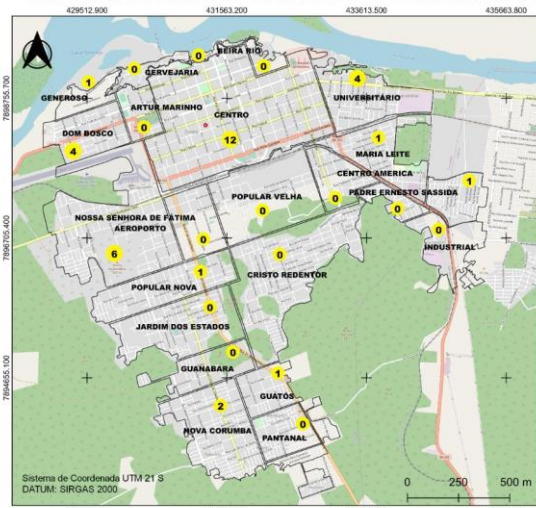 429512.900 431563.200 433613.500 435663.800
7898755.700
7896705.400
7894655.100
0 BEIRA RIO
0 CERVEJARIA 0
1 GENEROSO
4 UNIVERSITÁRIO
ARTUR MARINHO
0 CENTRO
DOM BOSCO
4
12
1 MARIA LEITE
CENTRO AMERICA
1
PADRE ERNESTO SASSIDA
POPULAR VELHA
0
0
0
NOSSA SENHORA DE FÁTIMA
AEROPORTO
0
6
0
INDUSTRIAL
0
CRISTO REDENTOR
1
POPULAR NOVA
0
JARDIM DOS ESTADOS
0
GUANABARA
1
GUATÓS
2
NOVA CORUMBA
0
PANTANAL
Sistema de Coordenada UTM 21 S
DATUM: SIRGAS 2000
0 250 500 m